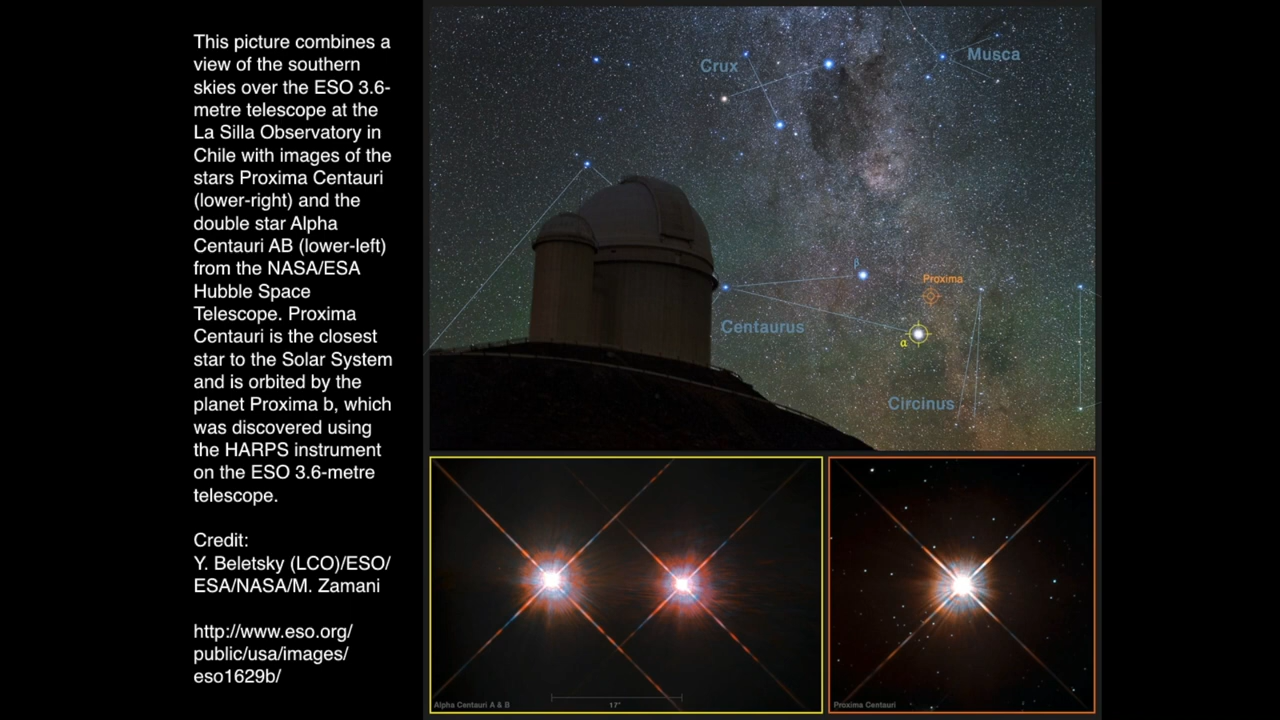 This picture combines a
view of the southern
skies over the ESO 3.6-
metre telescope at the
La Silla Observatory in
Chile with images of the
stars Proxima Centauri
(lower-right) and the
double star Alpha
Centauri AB (lower-left)
from the NASA/ESA
Hubble Space
Telescope. Proxima
Centauri is the closest
star to the Solar System
and is orbited by the
planet Proxima b, which
was discovered using
the HARPS instrument
on the ESO 3.6-metre
telescope.
Credit:
Y. Beletsky (LCO)/ESO/
ESA/NASA/M. Zamani
http://www.eso.org/
public/usa/images/
eso1629b/
Crux
Musca
β
Proxima
Centaurus
α
Circinus
Alpha Centauri A & B
17"
Proxima Centauri